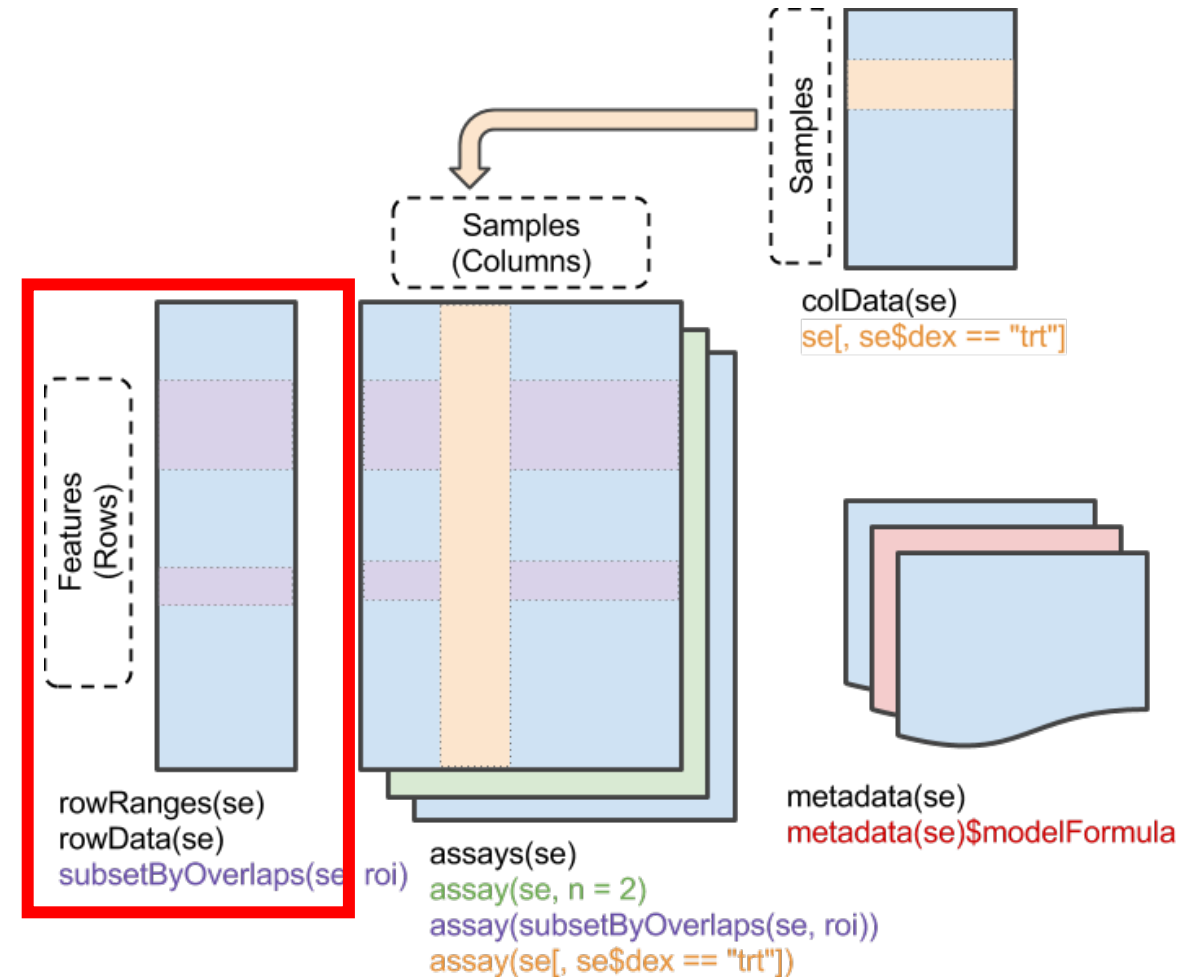 Samples
Samples
(Columns)
colData(se)
se[, se$dex == "trt"]
Features
(Rows)
rowRanges(se)
rowData(se)
subsetByOverlaps(se, roi)
assays(se)
assay(se, n = 2)
assay(subsetByOverlaps(se, roi))
assay(se[, se$dex == "trt"])
metadata(se)
metadata(se)$modelFormula